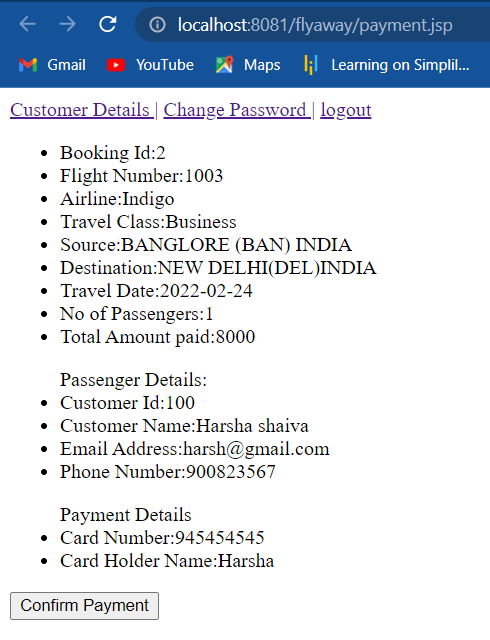 localhost:8081/flyaway/payment.jsp
Gmail YouTube Maps Learning on Simplil...
Customer Details | Change Password | logout
Booking Id:2
Flight Number:1003
Airline:Indigo
Travel Class:Business
Source:BANGLORE (BAN) INDIA
Destination:NEW DELHI(DEL)INDIA
Travel Date:2022-02-24
No of Passengers:1
Total Amount paid:8000
Passenger Details:
Customer Id:100
Customer Name:Harsha shaiva
Email Address:harsh@gmail.com
Phone Number:900823567
Payment Details
Card Number:945454545
Card Holder Name:Harsha
Confirm Payment